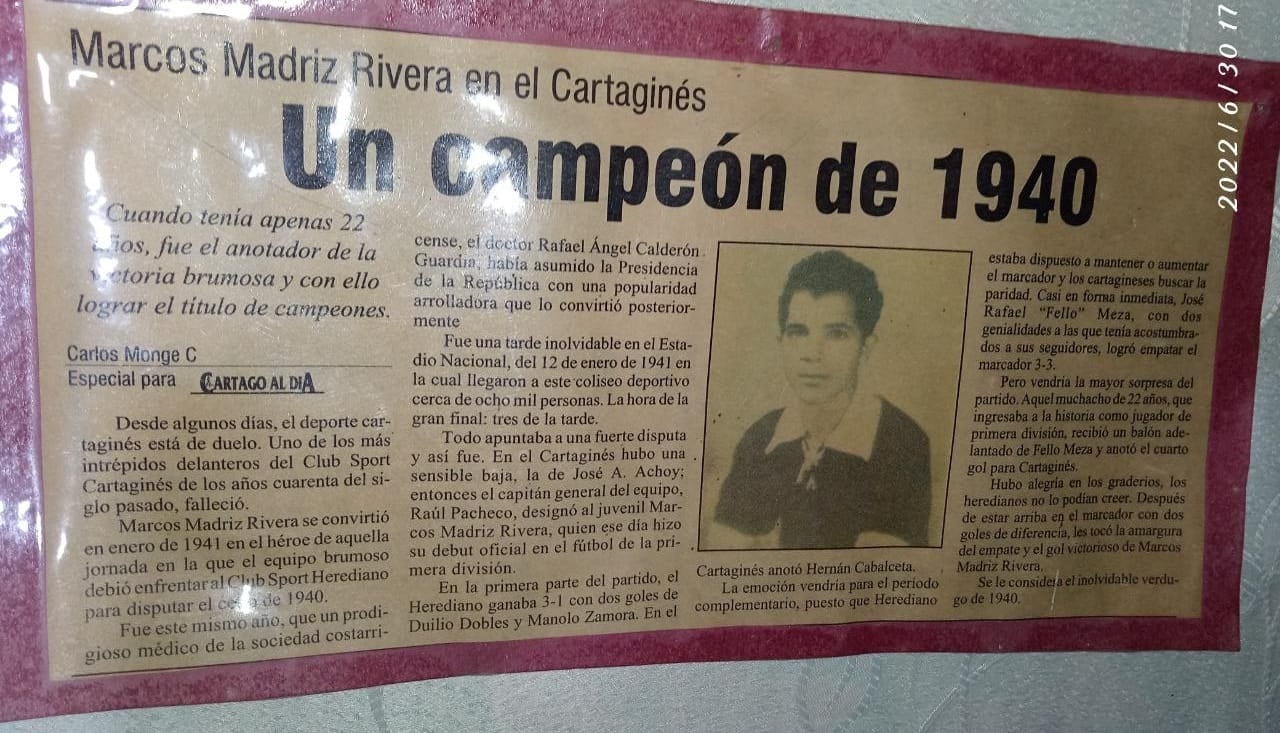 Marcos Madriz Rivera en el Cartaginés
Un campeón de 1940
Cuando tenía apenas 22
años, fue el anotador de la
victoria brumosa y con ello
lograr el título de campeones.
Carlos Monge C
Especial para CARTAGO AL DIA
Desde algunos días, el deporte car-
taginés está de duelo. Uno de los más
intrépidos delanteros del Club Sport
Cartaginés de los años cuarenta del si-
glo pasado, falleció.
Marcos Madriz Rivera se convirtió
en enero de 1941 en el héroe de aquella
jornada en la que el equipo brumoso
debió enfrentar al Club Sport Herediano
para disputar el cetro de 1940.
Fue este mismo año, que un prodi-
gioso médico de la sociedad costarri-
cense, el doctor Rafael Ángel Calderón
Guardia, había asumido la Presidencia
de la República con una popularidad
arrolladora que lo convirtió posterior-
mente
Fue una tarde inolvidable en el Esta-
dio Nacional, del 12 de enero de 1941 en
la cual llegaron a este coliseo deportivo
cerca de ocho mil personas. La hora de la
gran final: tres de la tarde.
Todo apuntaba a una fuerte disputa
y así fue. En el Cartaginés hubo una
sensible baja, la de José A. Achoy;
entonces el capitán general del equipo,
Raúl Pacheco, designó al juvenil Mar-
cos Madriz Rivera, quien ese día hizo
su debut oficial en el fútbol de la pri-
mera división.
En la primera parte del partido, el
Herediano ganaba 3-1 con dos goles de
Duilio Dobles y Manolo Zamora. En el
Cartaginés anotó Hernán Cabalceta.
La emoción vendría para el período
complementario, puesto que Herediano
estaba dispuesto a mantener o aumentar
el marcador y los cartagineses buscar la
paridad. Casi en forma inmediata, José
Rafael “Fello” Meza, con dos
genialidades a las que tenía acostumbra-
dos a sus seguidores, logró empatar el
marcador 3-3.
Pero vendría la mayor sorpresa del
partido. Aquel muchacho de 22 años, que
ingresaba a la historia como jugador de
primera división, recibió un balón ade-
lantado de Fello Meza y anotó el cuarto
gol para Cartaginés.
Hubo alegría en los graderios, los
heredianos no lo podían creer. Después
de estar arriba en el marcador con dos
goles de diferencia, les tocó la amargura
del empate y el gol victorioso de Marcos
Madriz Rivera.
Se le considera el inolvidable verdu-
go de 1940.
2022/6/30 17